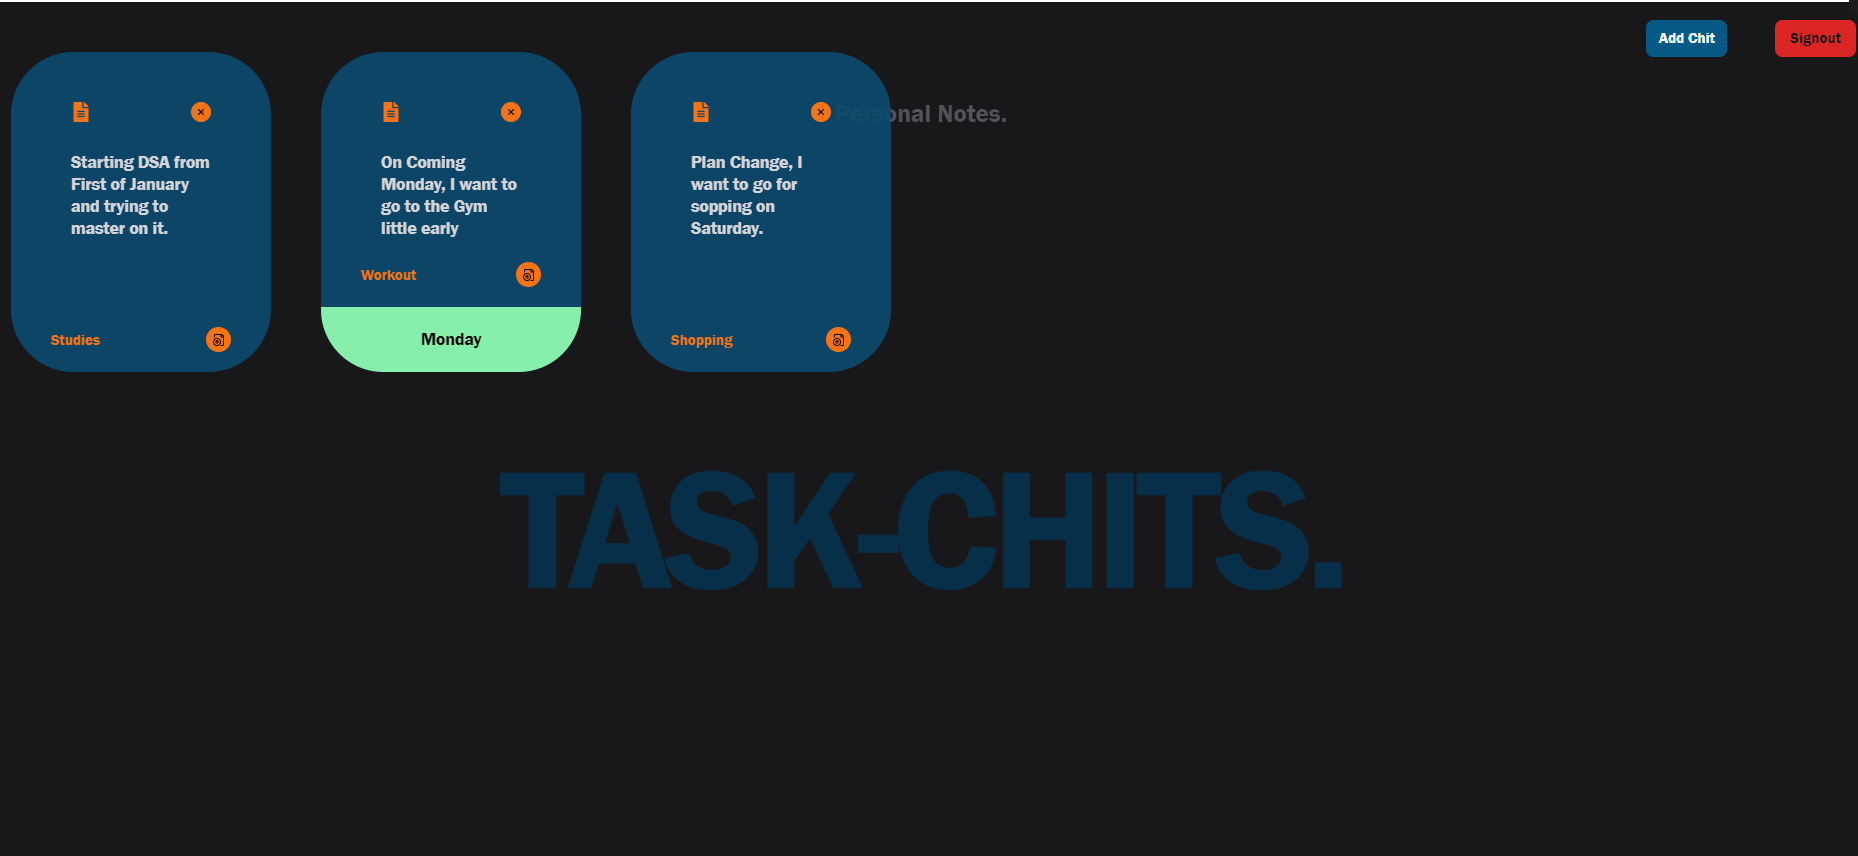 Add Chit
Signout
Personal Notes.
Starting DSA from
First of January
and trying to
master on it.
Studies
On Coming
Monday, I want to
go to the Gym
little early
Workout
Monday
Plan Change, I
want to go for
sopping on
Saturday.
Shopping
TASK-CHITS.